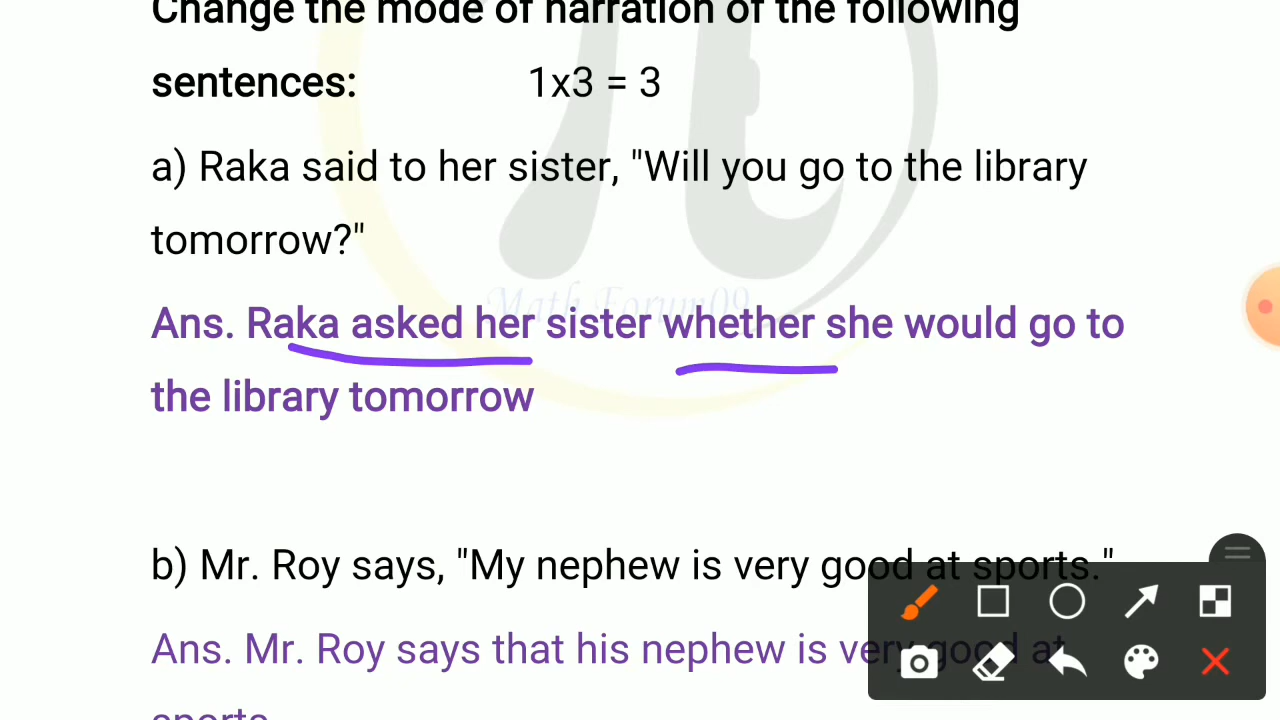 Change the mode of narration of the following
sentences: 1x3 = 3
a) Raka said to her sister, "Will you go to the library
tomorrow?"
Math Forum09
Ans. Raka asked her sister whether she would go to
the library tomorrow
b) Mr. Roy says, "My nephew is very good at sports."
Ans. Mr. Roy says that his nephew is very good at
sports